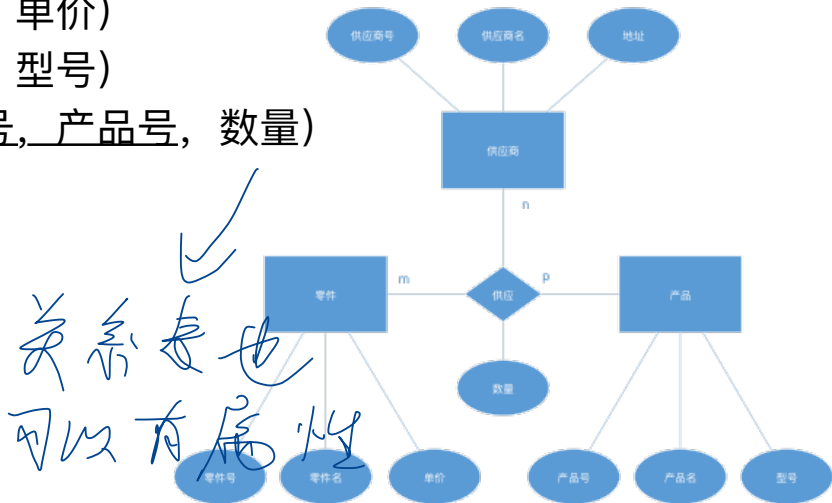 单价)
型号)
号, 产品号, 数量)
供应商号
供应商名
地址
供应商
n
零件
m
供应
p
产品
关系表也
可以有属性
数量
零件号
零件名
单价
产品号
产品名
型号